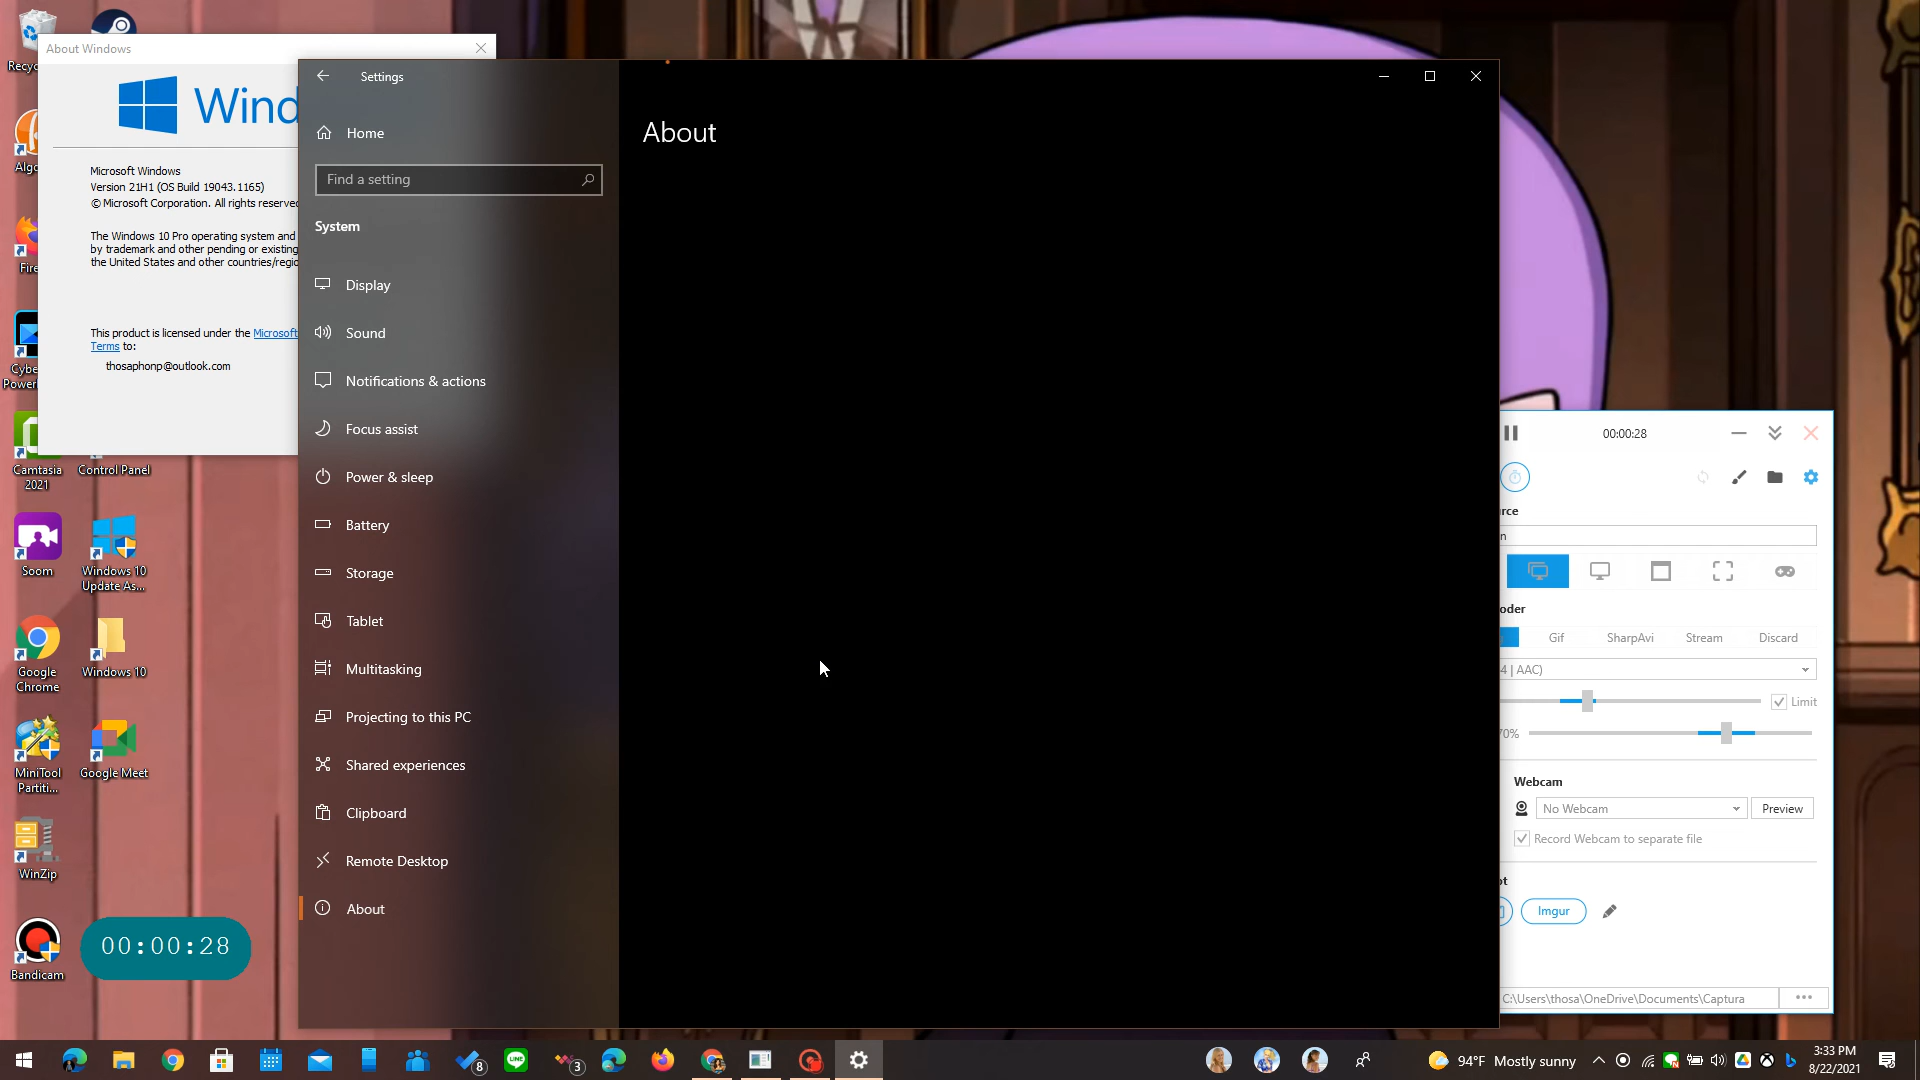 About Windows
Wind
Microsoft Windows
Version 21H1 (OS Build 19043.1165)
© Microsoft Corporation. All rights reserved
The Windows 10 Pro operating system and
by trademark and other pending or existing
the United States and other countries/regio
This product is licensed under the Microsoft
Terms to:
thosaphonp@outlook.com
Settings
Home
Find a setting
System
Display
Sound
Notifications & actions
Focus assist
Power & sleep
Battery
Storage
Tablet
Multitasking
Projecting to this PC
Shared experiences
Clipboard
Remote Desktop
About
About
00:00:28
urce
n
oder
Gif
SharpAvi
Stream
Discard
4 | AAC)
Limit
70%
Webcam
No Webcam
Preview
Record Webcam to separate file
ot
Imgur
C:\Users\thosa\OneDrive\Documents\Captura
Recyc
Algo
Fire
Cybe
Power
Camtasia
2021
Control Panel
Soom
Windows 10
Update As...
Google
Chrome
Windows 10
MiniTool
Partiti...
Google Meet
WinZip
Bandicam
00:00:28
8
3
94°F Mostly sunny
3:33 PM
8/22/2021